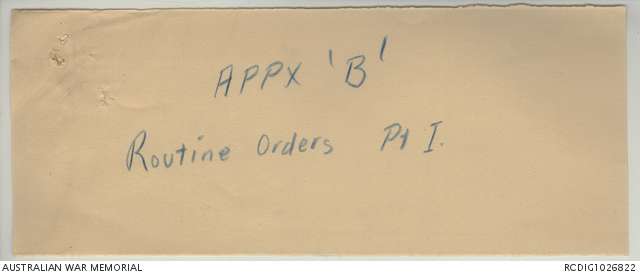 APPX 'B'
Routine Orders Pt I.
AUSTRALIAN WAR MEMORIAL
RCDIG1026822